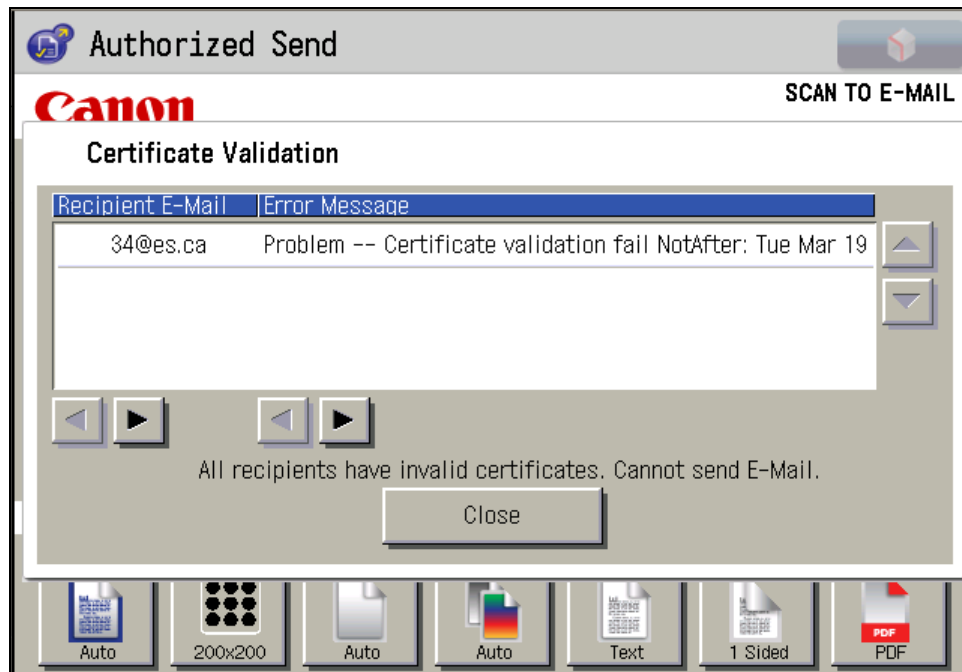 Authorized Send
SCAN TO E-MAIL
Canon
Certificate Validation
Recipient E-Mail Error Message
34@es.ca Problem -- Certificate validation fail NotAfter: Tue Mar 19
All recipients have invalid certificates. Cannot send E-Mail.
Close
PDF
Auto 200x200 Auto Auto Text 1 Sided PDF